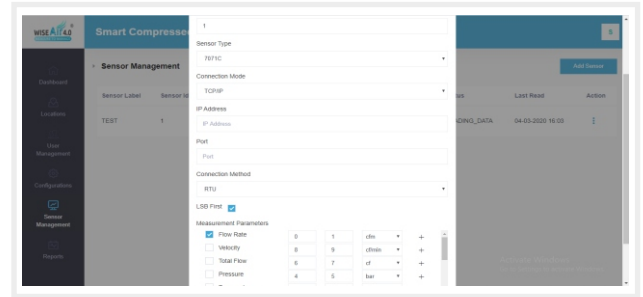 WISE AIR 4.0
Smart Compresse
S
Sensor Management
Add Sensor
Dashboard
Locations
User
Management
Configurations
Sensor
Management
Reports
Sensor Label
Sensor Id
Last Read
Action
TEST
1
04-03-2020 16:03
1
Sensor Type
7071C
Connection Mode
TCP/IP
IP Address
IP Address
Port
Port
Connection Method
RTU
LSB First
Measurement Parameters
Flow Rate 0 1 cfm +
Velocity 8 9 cf/min +
Total Flow 6 7 cf +
Pressure 4 5 bar +